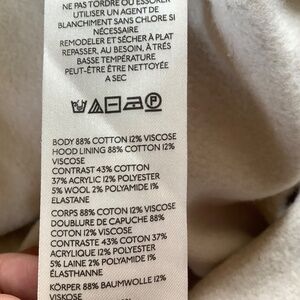 NE PAS TORDRE OU ESSORER
UTILISER UN AGENT DE
BLANCHIMENT SANS CHLORE SI
NÉCESSAIRE
REMODELER ET SÉCHER À PLAT
REPASSER, AU BESOIN, À TRÈS
BASSE TEMPÉRATURE
PEUT-ÊTRE ÊTRE NETTOYÉE
A SEC
P
BODY 88% COTTON 12% VISCOSE
HOOD LINING 88% COTTON 12%
VISCOSE
CONTRAST 43% COTTON
37% ACRYLIC 12% POLYESTER
5% WOOL 2% POLYAMIDE 1%
ELASTANE
CORPS 88% COTON 12% VISCOSE
DOUBLURE DE CAPUCHE 88%
COTON 12% VISCOSE
CONTRASTE 43% COTON 37%
ACRYLIQUE 12% POLYESTER
5% LAINE 2% POLYAMIDE 1%
ÉLASTHANNE
KÖRPER 88% BAUMWOLLE 12%
VISKOSE